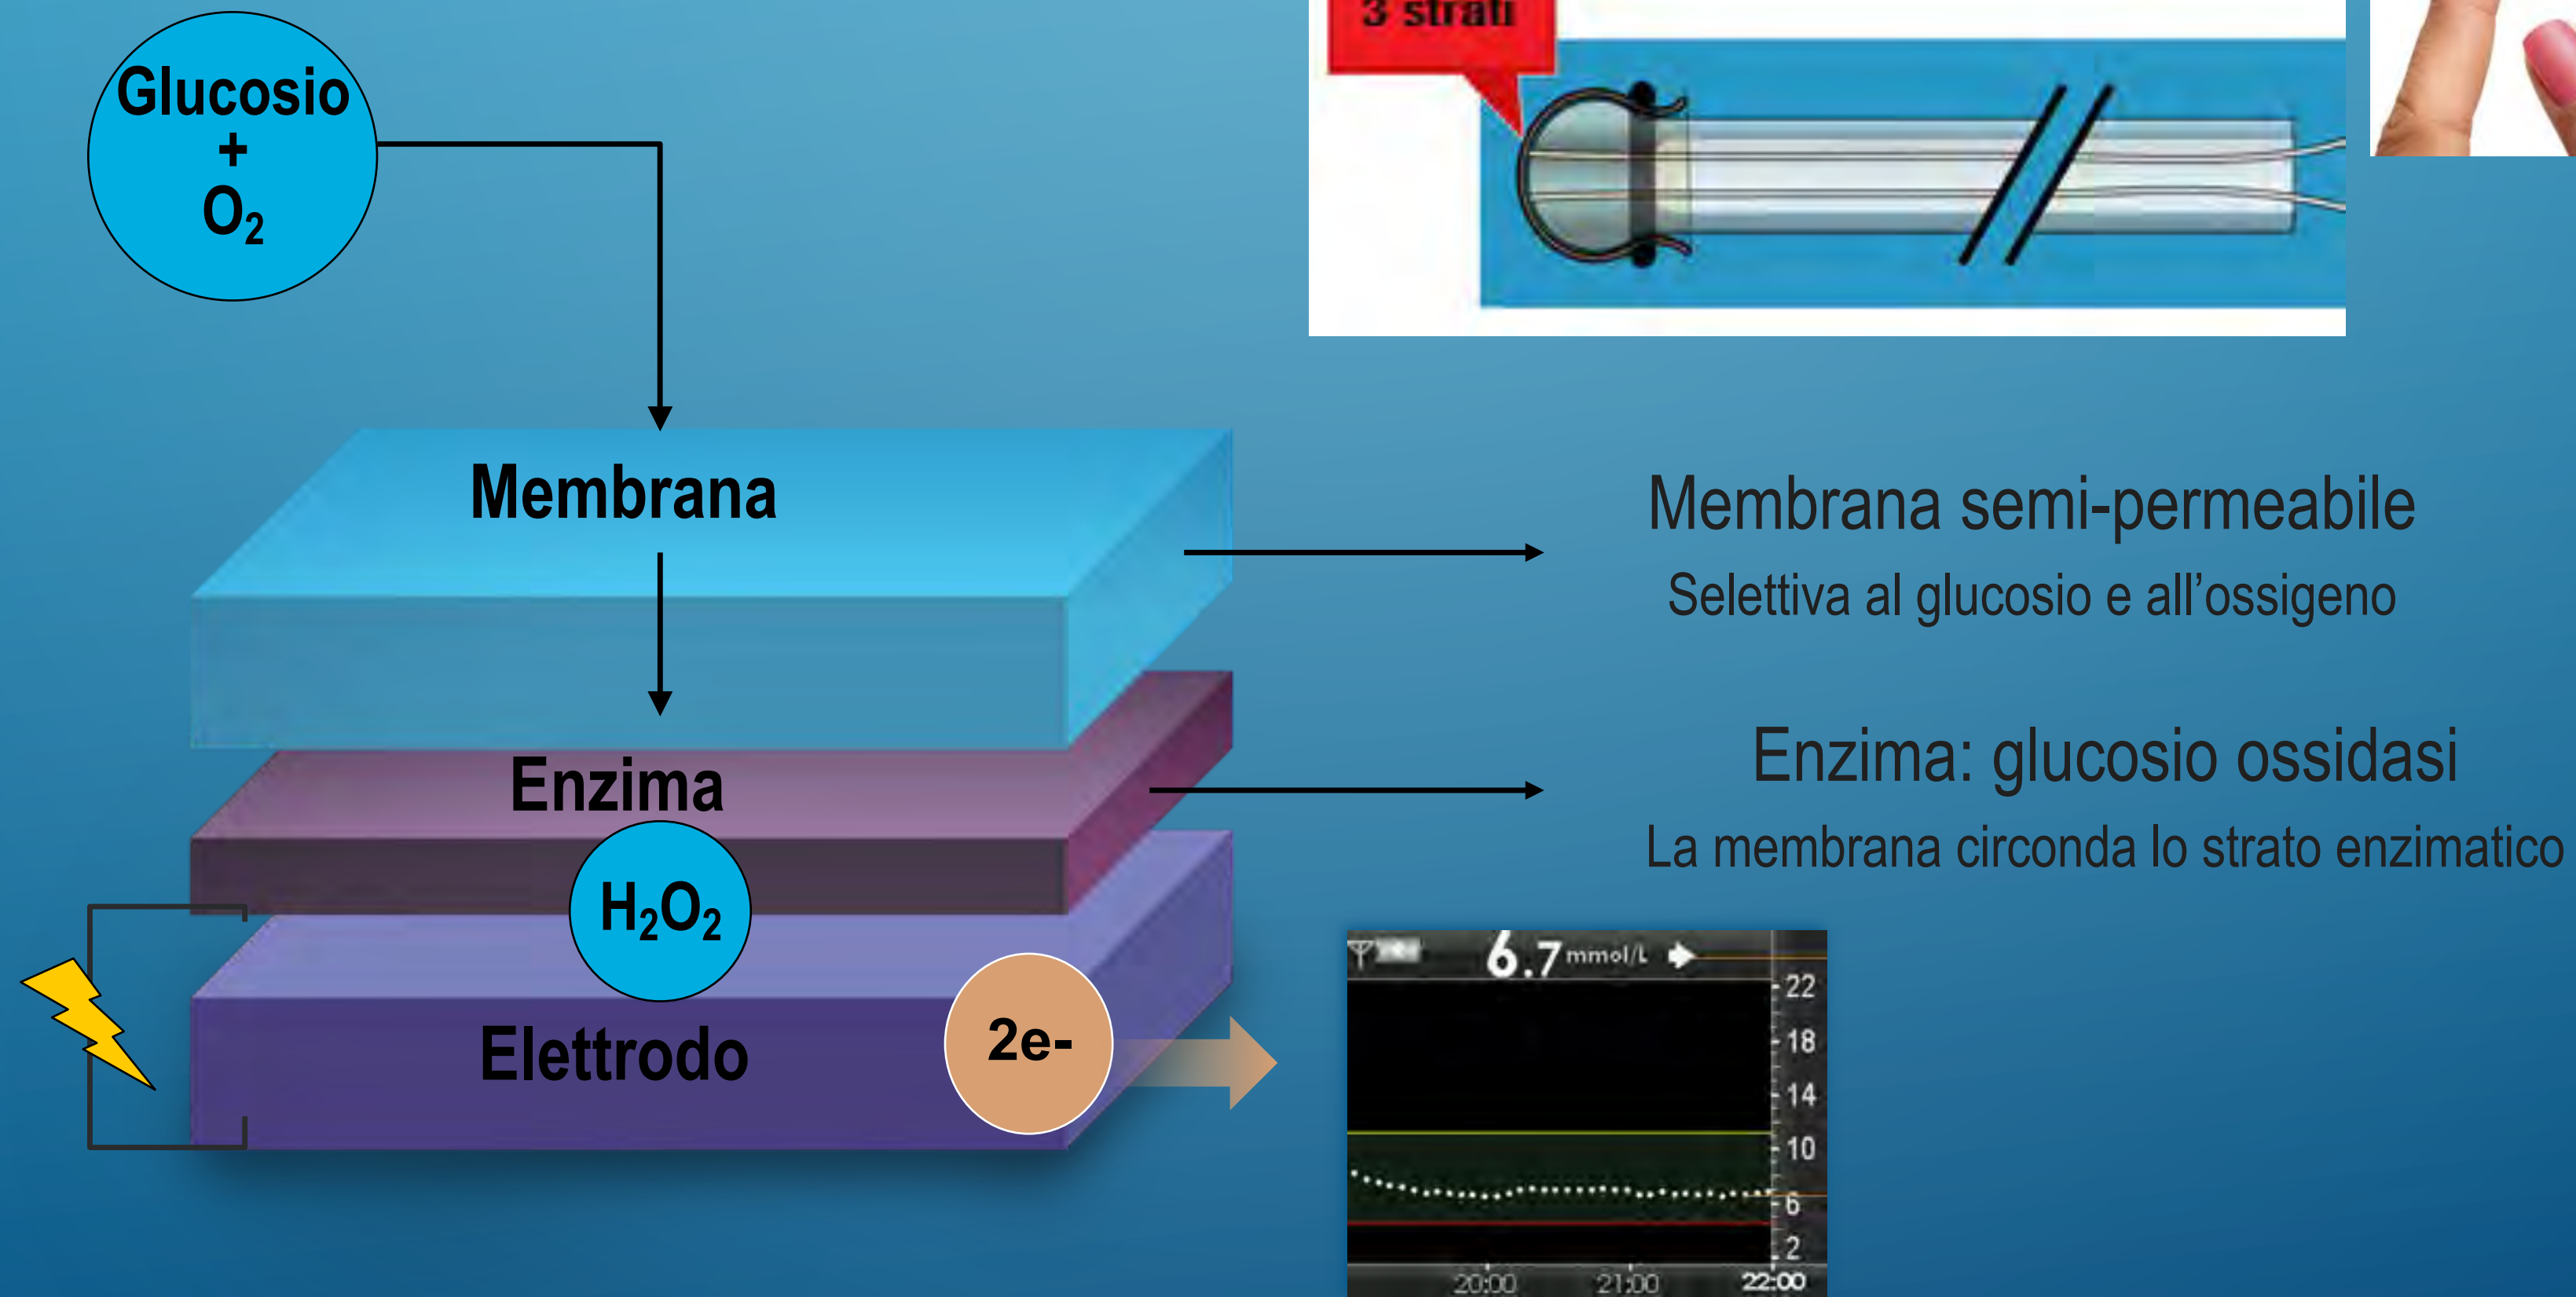 3 strati
Glucosio
+
O₂
Membrana
Membrana semi-permeabile
Selettiva al glucosio e all’ossigeno
Enzima
Enzima: glucosio ossidasi
La membrana circonda lo strato enzimatico
H₂O₂
Elettrodo
2e-
6.7 mmol/L
22
18
14
10
6
2
20:00 21:00 22:00